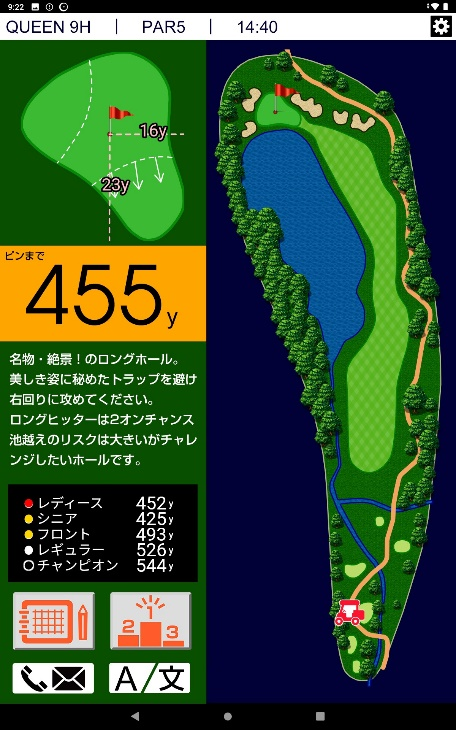 9:22
QUEEN 9H | PAR5 | 14:40
16y
23y
ピンまで
455y
名物・絶景！のロングホール。
美しき姿に秘めたトラップを避け
右回りに攻めてください。
ロングヒッターは2オンチャンス
池越えのリスクは大きいがチャレ
ンジしたいホールです。
レディース 452y
シニア 425y
フロント 493y
レギュラー 526y
チャンピオン 544y
1
2 3
A/文